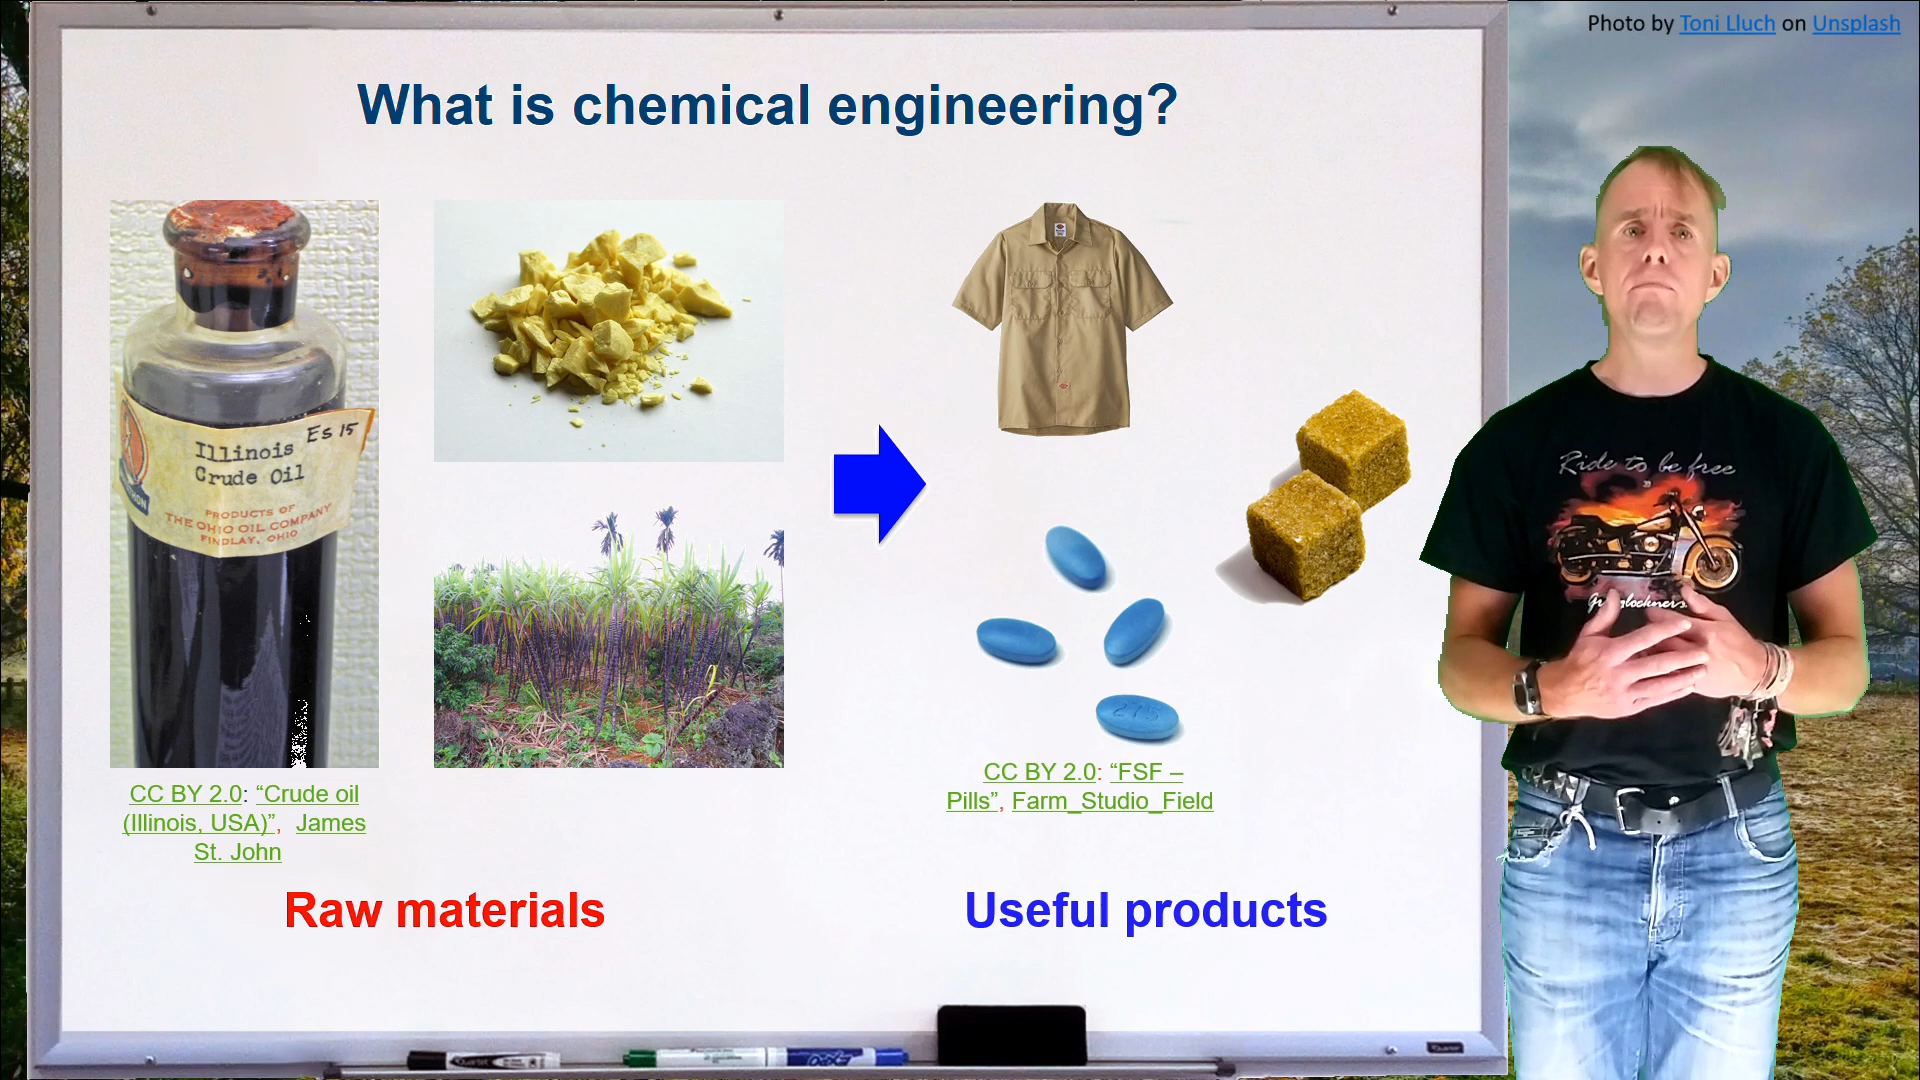 Photo by Toni Lluch on Unsplash
What is chemical engineering?
Illinois Es 15
Crude Oil
PRODUCTS OF
THE OHIO OIL COMPANY
FINDLAY, OHIO
CC BY 2.0: “Crude oil
(Illinois, USA)”, James
St. John
CC BY 2.0: “FSF –
Pills”, Farm_Studio_Field
Raw materials
Useful products
Ride to be free